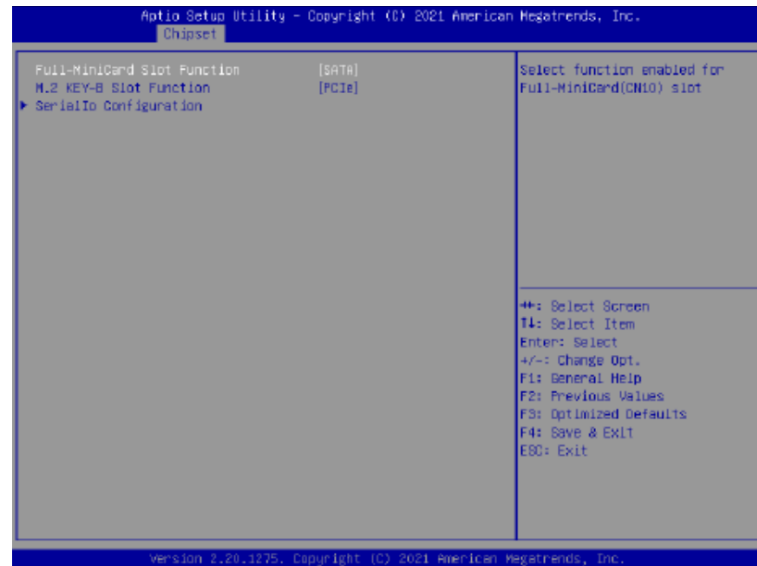 Aptio Setup Utility - Copyright (C) 2021 American Megatrends, Inc.
Chipset
Full-MiniCard Slot Function [SATA]
M.2 KEY-B Slot Function [PCIe]
SerialIo Configuration
Select function enabled for
Full-MiniCard(CN10) slot
→←: Select Screen
↑↓: Select Item
Enter: Select
+/-: Change Opt.
F1: General Help
F2: Previous Values
F3: Optimized Defaults
F4: Save & Exit
ESC: Exit
Version 2.20.1275. Copyright (C) 2021 American Megatrends, Inc.